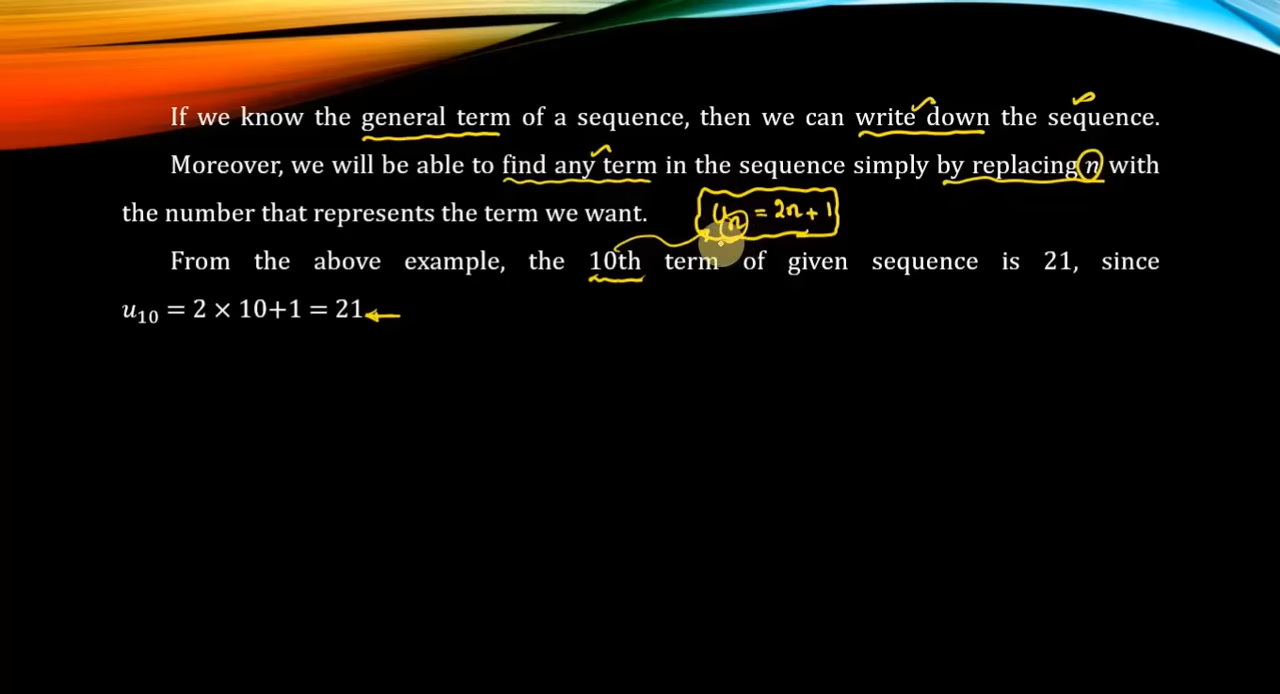 If we know the general term of a sequence, then we can write down the sequence.
Moreover, we will be able to find any term in the sequence simply by replacing n with
the number that represents the term we want. uₙ = 2n + 1
From the above example, the 10th term of given sequence is 21, since
u₁₀ = 2 × 10+1 = 21